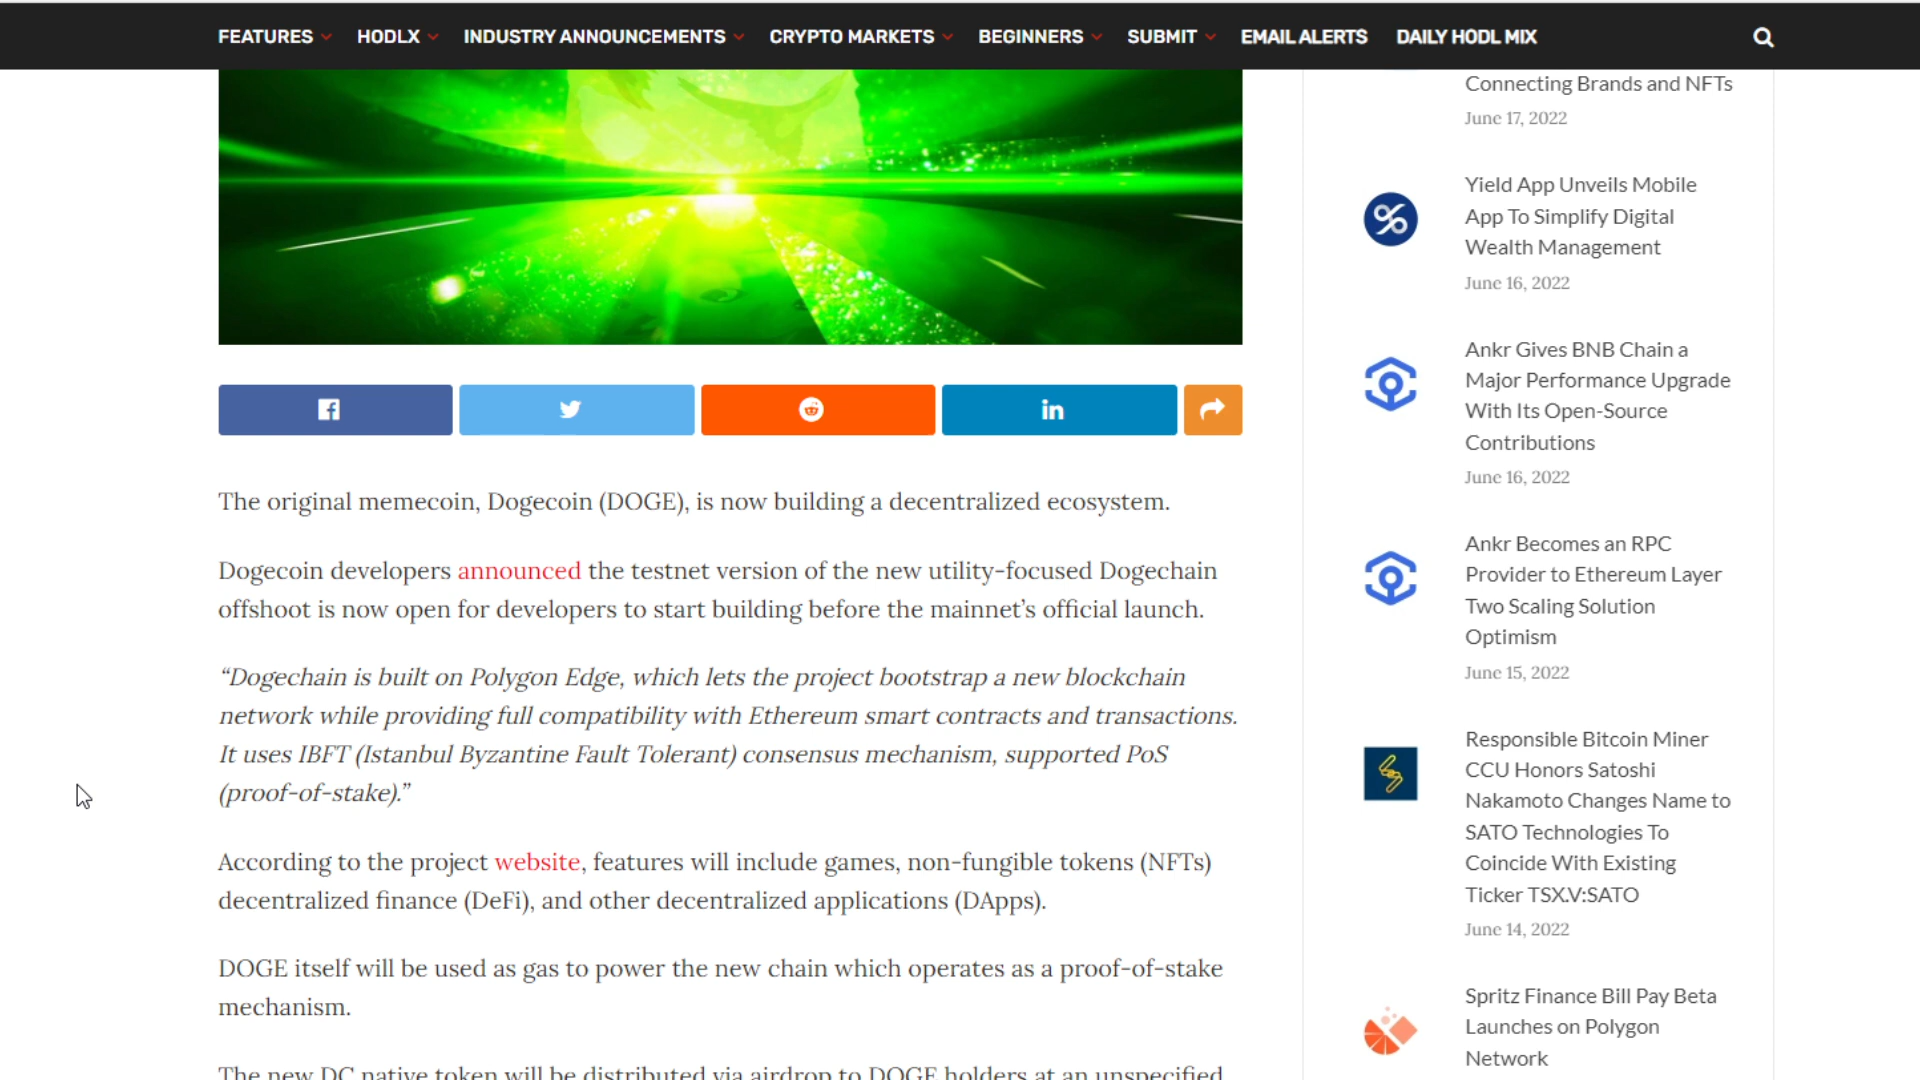 FEATURES HODLX INDUSTRY ANNOUNCEMENTS CRYPTO MARKETS BEGINNERS SUBMIT EMAIL ALERTS DAILY HODL MIX
The original memecoin, Dogecoin (DOGE), is now building a decentralized ecosystem.
Dogecoin developers announced the testnet version of the new utility-focused Dogechain
offshoot is now open for developers to start building before the mainnet’s official launch.
“Dogechain is built on Polygon Edge, which lets the project bootstrap a new blockchain
network while providing full compatibility with Ethereum smart contracts and transactions.
It uses IBFT (Istanbul Byzantine Fault Tolerant) consensus mechanism, supported PoS
(proof-of-stake).”
According to the project website, features will include games, non-fungible tokens (NFTs)
decentralized finance (DeFi), and other decentralized applications (DApps).
DOGE itself will be used as gas to power the new chain which operates as a proof-of-stake
mechanism.
The new DC native token will be distributed via airdrop to DOGE holders at an unspecified
Connecting Brands and NFTs
June 17, 2022
Yield App Unveils Mobile
App To Simplify Digital
Wealth Management
June 16, 2022
Ankr Gives BNB Chain a
Major Performance Upgrade
With Its Open-Source
Contributions
June 16, 2022
Ankr Becomes an RPC
Provider to Ethereum Layer
Two Scaling Solution
Optimism
June 15, 2022
Responsible Bitcoin Miner
CCU Honors Satoshi
Nakamoto Changes Name to
SATO Technologies To
Coincide With Existing
Ticker TSX.V:SATO
June 14, 2022
Spritz Finance Bill Pay Beta
Launches on Polygon
Network